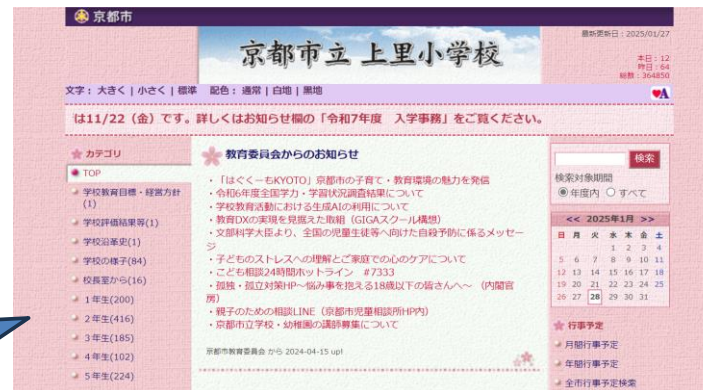 京都市
京都市立 上里小学校
最新更新日：2025/01/27
本日：12
昨日：64
総数：364850
文字： 大きく | 小さく | 標準 配色： 通常 | 白地 | 黒地
♥A
は11/22（金）です。詳しくはお知らせ欄の「令和7年度 入学事務」をご覧ください。
カテゴリ
TOP
学校教育目標・経営方針
(1)
学校評価結果等(1)
学校沿革史(1)
学校の様子(84)
校長室から(16)
1年生(200)
2年生(416)
3年生(185)
4年生(102)
5年生(224)
教育委員会からのお知らせ
・「はぐくーもKYOTO」京都市の子育て・教育環境の魅力を発信
・令和6年度全国学力・学習状況調査結果について
・学校教育活動における生成AIの利用について
・教育DXの実現を見据えた取組（GIGAスクール構想）
・文部科学大臣より、全国の児童生徒等へ向けた自殺予防に係るメッセー
ジ
・子どものストレスへの理解とご家庭での心のケアについて
・こども相談24時間ホットライン #7333
・孤独・孤立対策HP～悩み事を抱える18歳以下の皆さんへ～ （内閣官
房）
・親子のための相談LINE（京都市児童相談所HP内）
・京都市立学校・幼稚園の講師募集について
京都市教育委員会 から 2024-04-15 up!
検索
検索対象期間
年度内 すべて
<< 2025年1月 >>
日 月 火 水 木 金 土
1 2 3 4
5 6 7 8 9 10 11
12 13 14 15 16 17 18
19 20 21 22 23 24 25
26 27 28 29 30 31
行事予定
月間行事予定
年間行事予定
全市行事予定検索